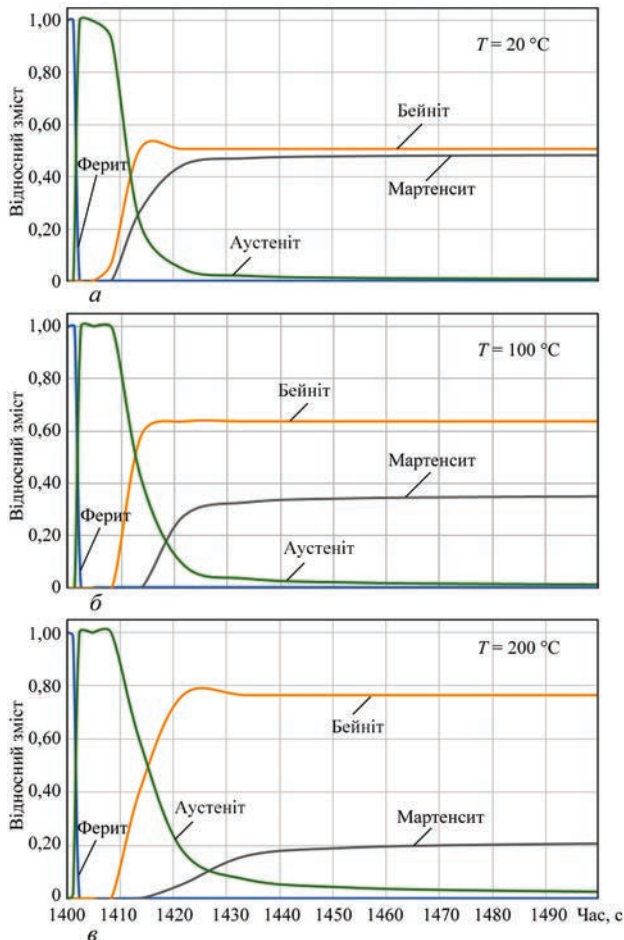 1,00
0,80
0,60
0,40
0,20
0
Відносний зміст
T = 20 °C
Бейніт
Ферит
Мартенсит
Аустеніт
а
1,00
0,80
0,60
0,40
0,20
0
Відносний зміст
T = 100 °C
Бейніт
Мартенсит
Ферит
Аустеніт
б
1,00
0,80
0,60
0,40
0,20
0
Відносний зміст
T = 200 °C
Бейніт
Аустеніт
Мартенсит
Ферит
1400 1410 1420 1430 1440 1450 1460 1470 1480 1490 Час, с
в